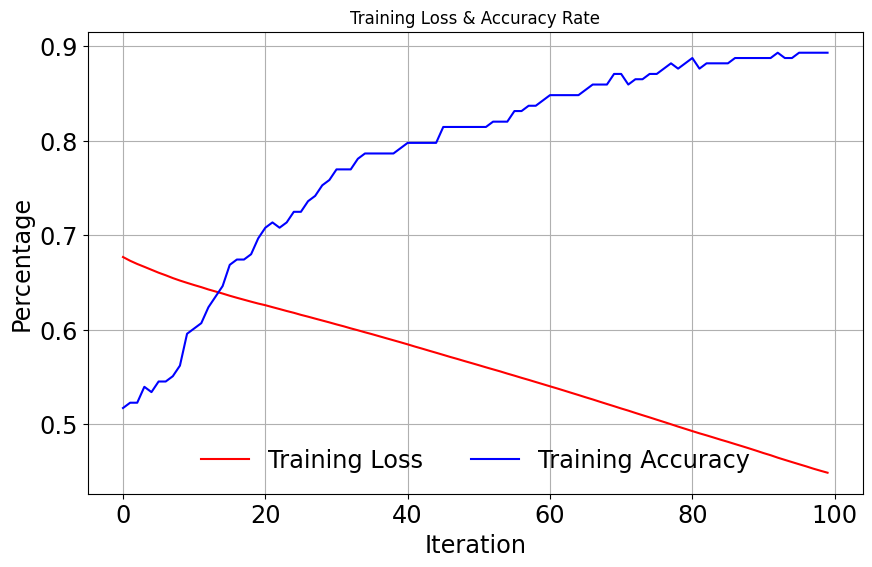 Training Loss & Accuracy Rate
Percentage
0.9
0.8
0.7
0.6
0.5
Training Loss
Training Accuracy
0 20 40 60 80 100
Iteration